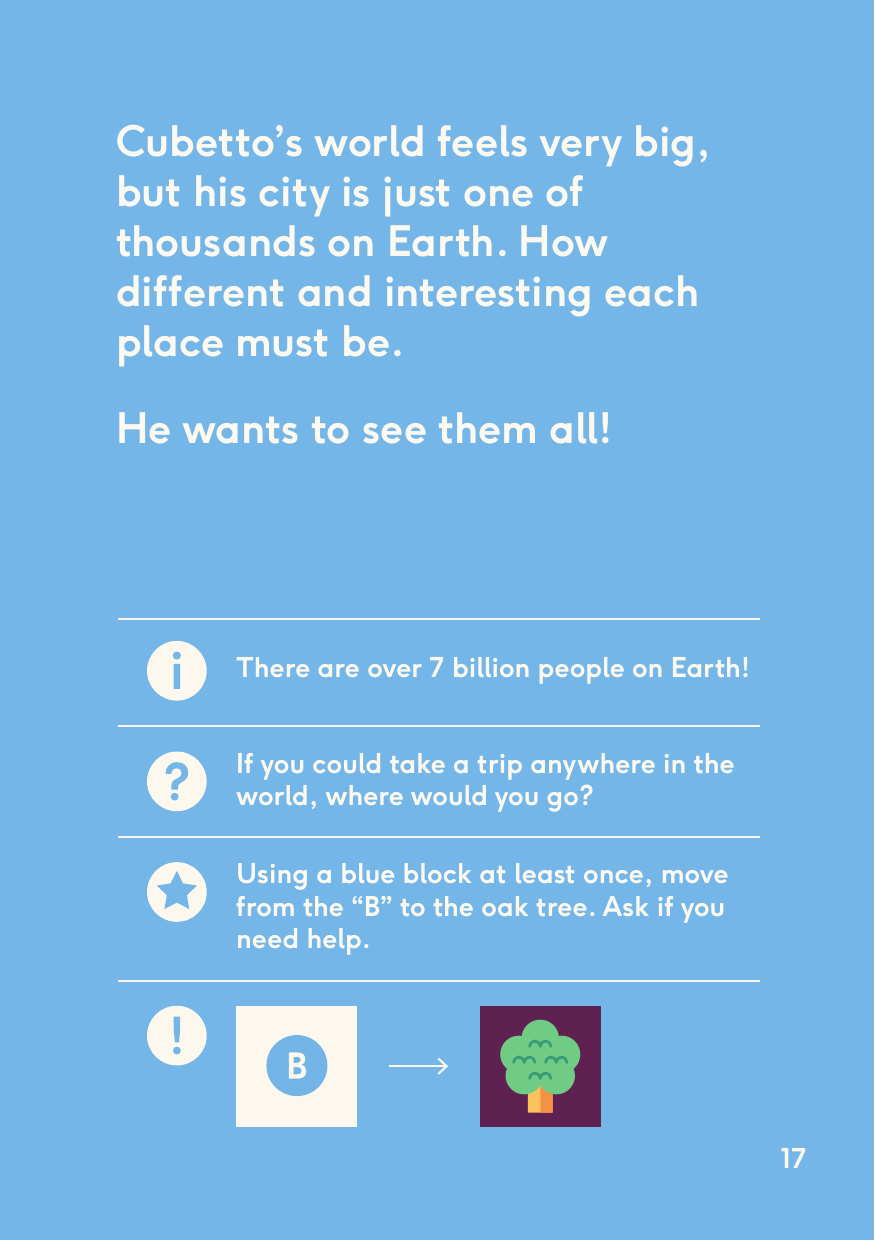 Cubetto’s world feels very big,
but his city is just one of
thousands on Earth. How
different and interesting each
place must be.
He wants to see them all!
i
There are over 7 billion people on Earth!
?
If you could take a trip anywhere in the
world, where would you go?
Using a blue block at least once, move
from the “B” to the oak tree. Ask if you
need help.
!
B
17